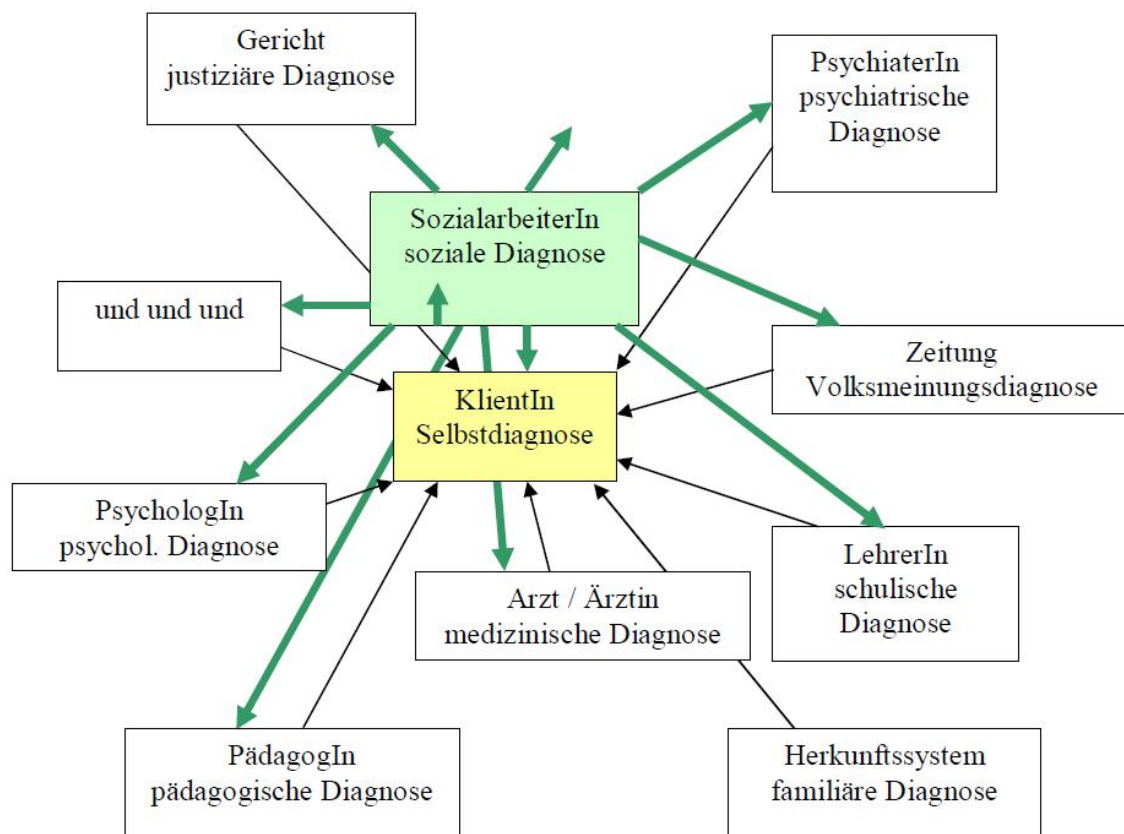 Gericht
justiziäre Diagnose
PsychiaterIn
psychiatrische
Diagnose
SozialarbeiterIn
soziale Diagnose
und und und
Zeitung
Volksmeinungsdiagnose
KlientIn
Selbstdiagnose
PsychologIn
psychol. Diagnose
LehrerIn
schulische
Diagnose
Arzt / Ärztin
medizinische Diagnose
PädagogIn
pädagogische Diagnose
Herkunftssystem
familiäre Diagnose